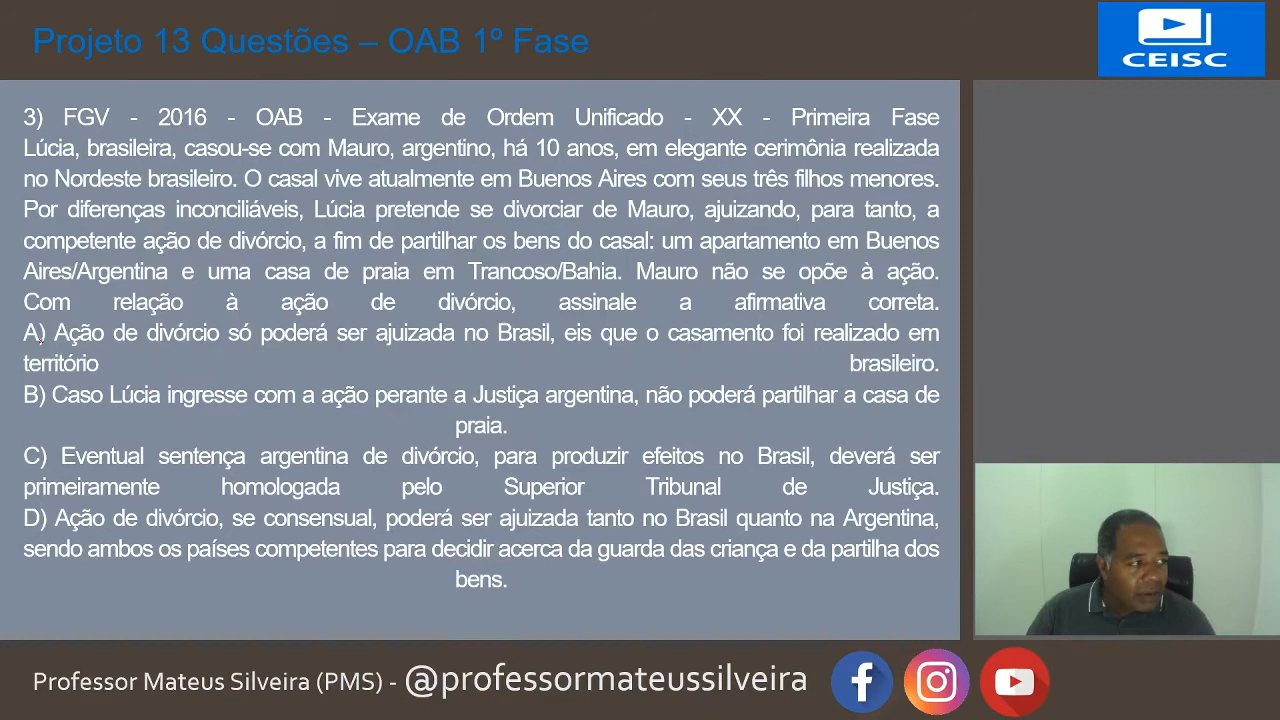 Projeto 13 Questões – OAB 1º Fase
CEISC
3) FGV - 2016 - OAB - Exame de Ordem Unificado - XX - Primeira Fase
Lúcia, brasileira, casou-se com Mauro, argentino, há 10 anos, em elegante cerimônia realizada
no Nordeste brasileiro. O casal vive atualmente em Buenos Aires com seus três filhos menores.
Por diferenças inconciliáveis, Lúcia pretende se divorciar de Mauro, ajuizando, para tanto, a
competente ação de divórcio, a fim de partilhar os bens do casal: um apartamento em Buenos
Aires/Argentina e uma casa de praia em Trancoso/Bahia. Mauro não se opõe à ação.
Com relação à ação de divórcio, assinale a afirmativa correta.
A) Ação de divórcio só poderá ser ajuizada no Brasil, eis que o casamento foi realizado em
território brasileiro.
B) Caso Lúcia ingresse com a ação perante a Justiça argentina, não poderá partilhar a casa de
praia.
C) Eventual sentença argentina de divórcio, para produzir efeitos no Brasil, deverá ser
primeiramente homologada pelo Superior Tribunal de Justiça.
D) Ação de divórcio, se consensual, poderá ser ajuizada tanto no Brasil quanto na Argentina,
sendo ambos os países competentes para decidir acerca da guarda das criança e da partilha dos
bens.
Professor Mateus Silveira (PMS) - @professormateussilveira